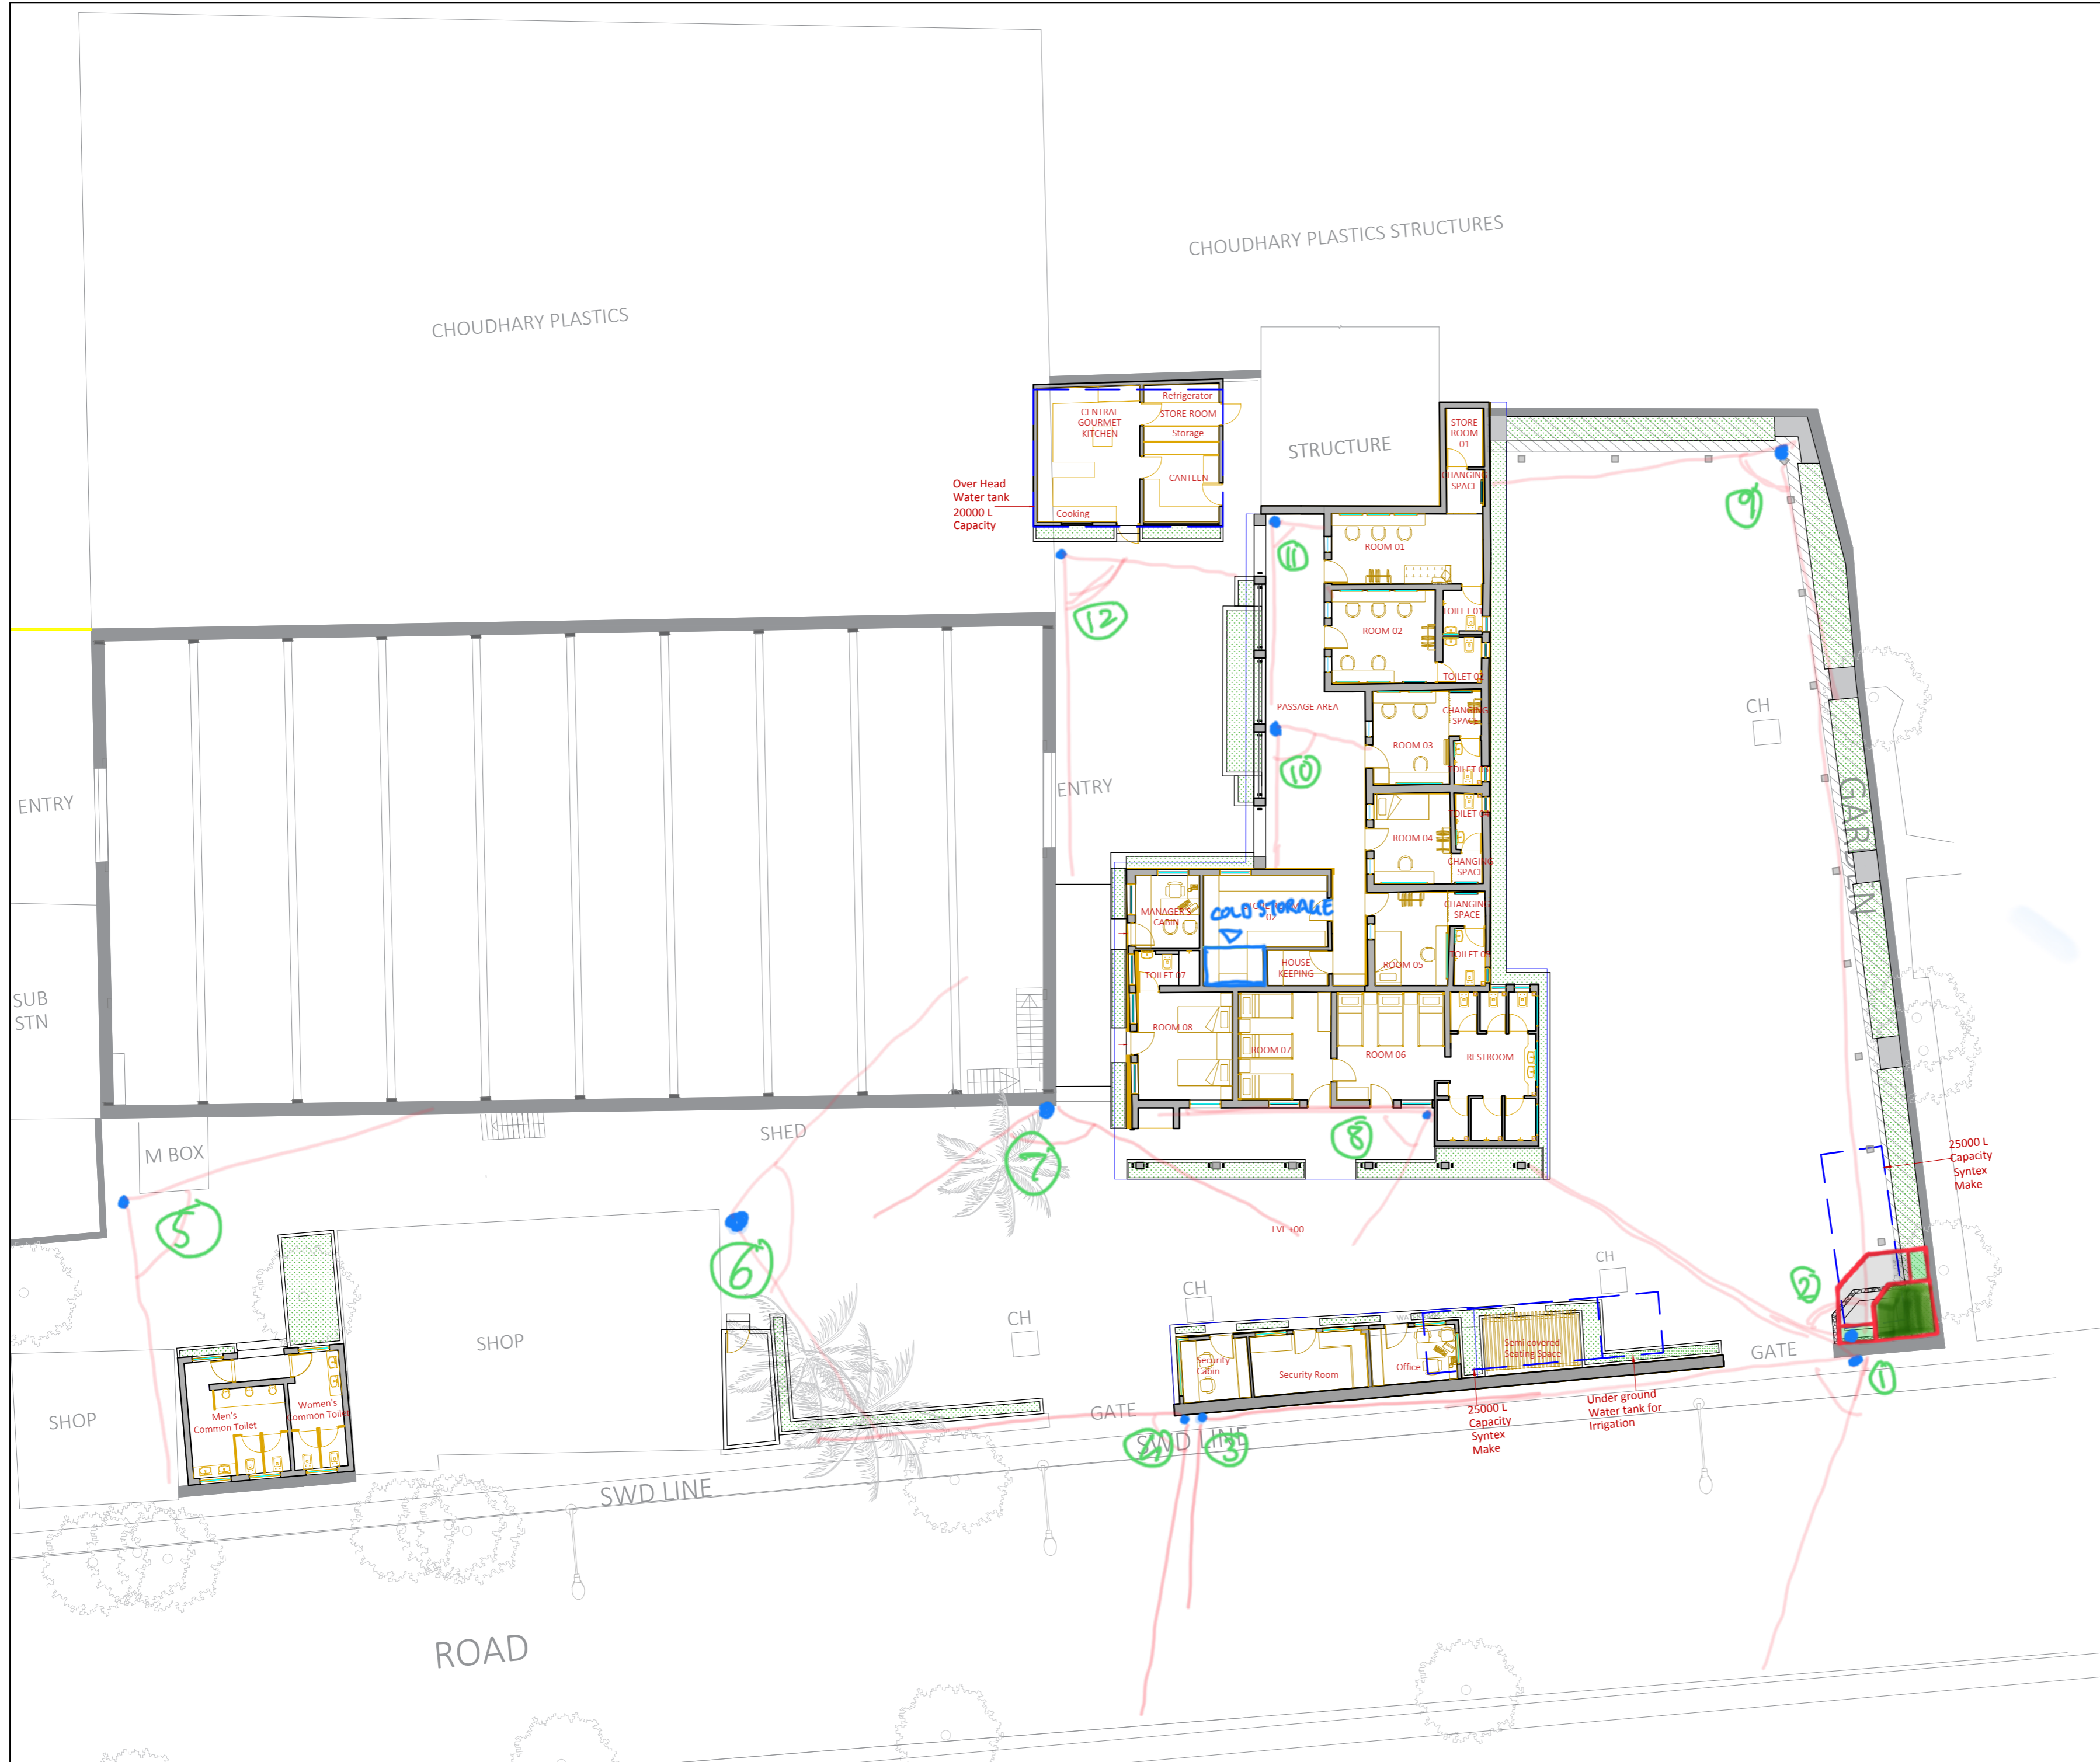 CHOUDHARY PLASTICS STRUCTURES
CHOUDHARY PLASTICS
STRUCTURE
CENTRAL
GOURMET
KITCHEN
Refrigerator
STORE ROOM
Storage
CANTEEN
Cooking
Over Head
Water tank
20000 L
Capacity
STORE
ROOM
01
CHANGING
SPACE
9
ROOM 01
11
12
ROOM 02
TOILET 01
TOILET 02
PASSAGE AREA
CHANGING
SPACE
ROOM 03
TOILET 03
10
CH
ENTRY
ENTRY
GARDEN
ROOM 04
TOILET 04
CHANGING
SPACE
MANAGER'S
CABIN
COLD STORAGE
02
CHANGING
SPACE
TOILET 07
HOUSE
KEEPING
ROOM 05
SUB
STN
ROOM 08
ROOM 07
ROOM 06
RESTROOM
SHED
M BOX
7
8
5
6
LVL +00
25000 L
Capacity
Syntex
Make
2
CH
CH
CH
SHOP
SHOP
Men's
Common Toilet
Women's
Common Toilet
Security
Cabin
Security Room
Office
Semi covered
Seating Space
GATE
GATE
1
4
3
SWD LINE
SWD LINE
25000 L
Capacity
Syntex
Make
Under ground
Water tank for
Irrigation
ROAD